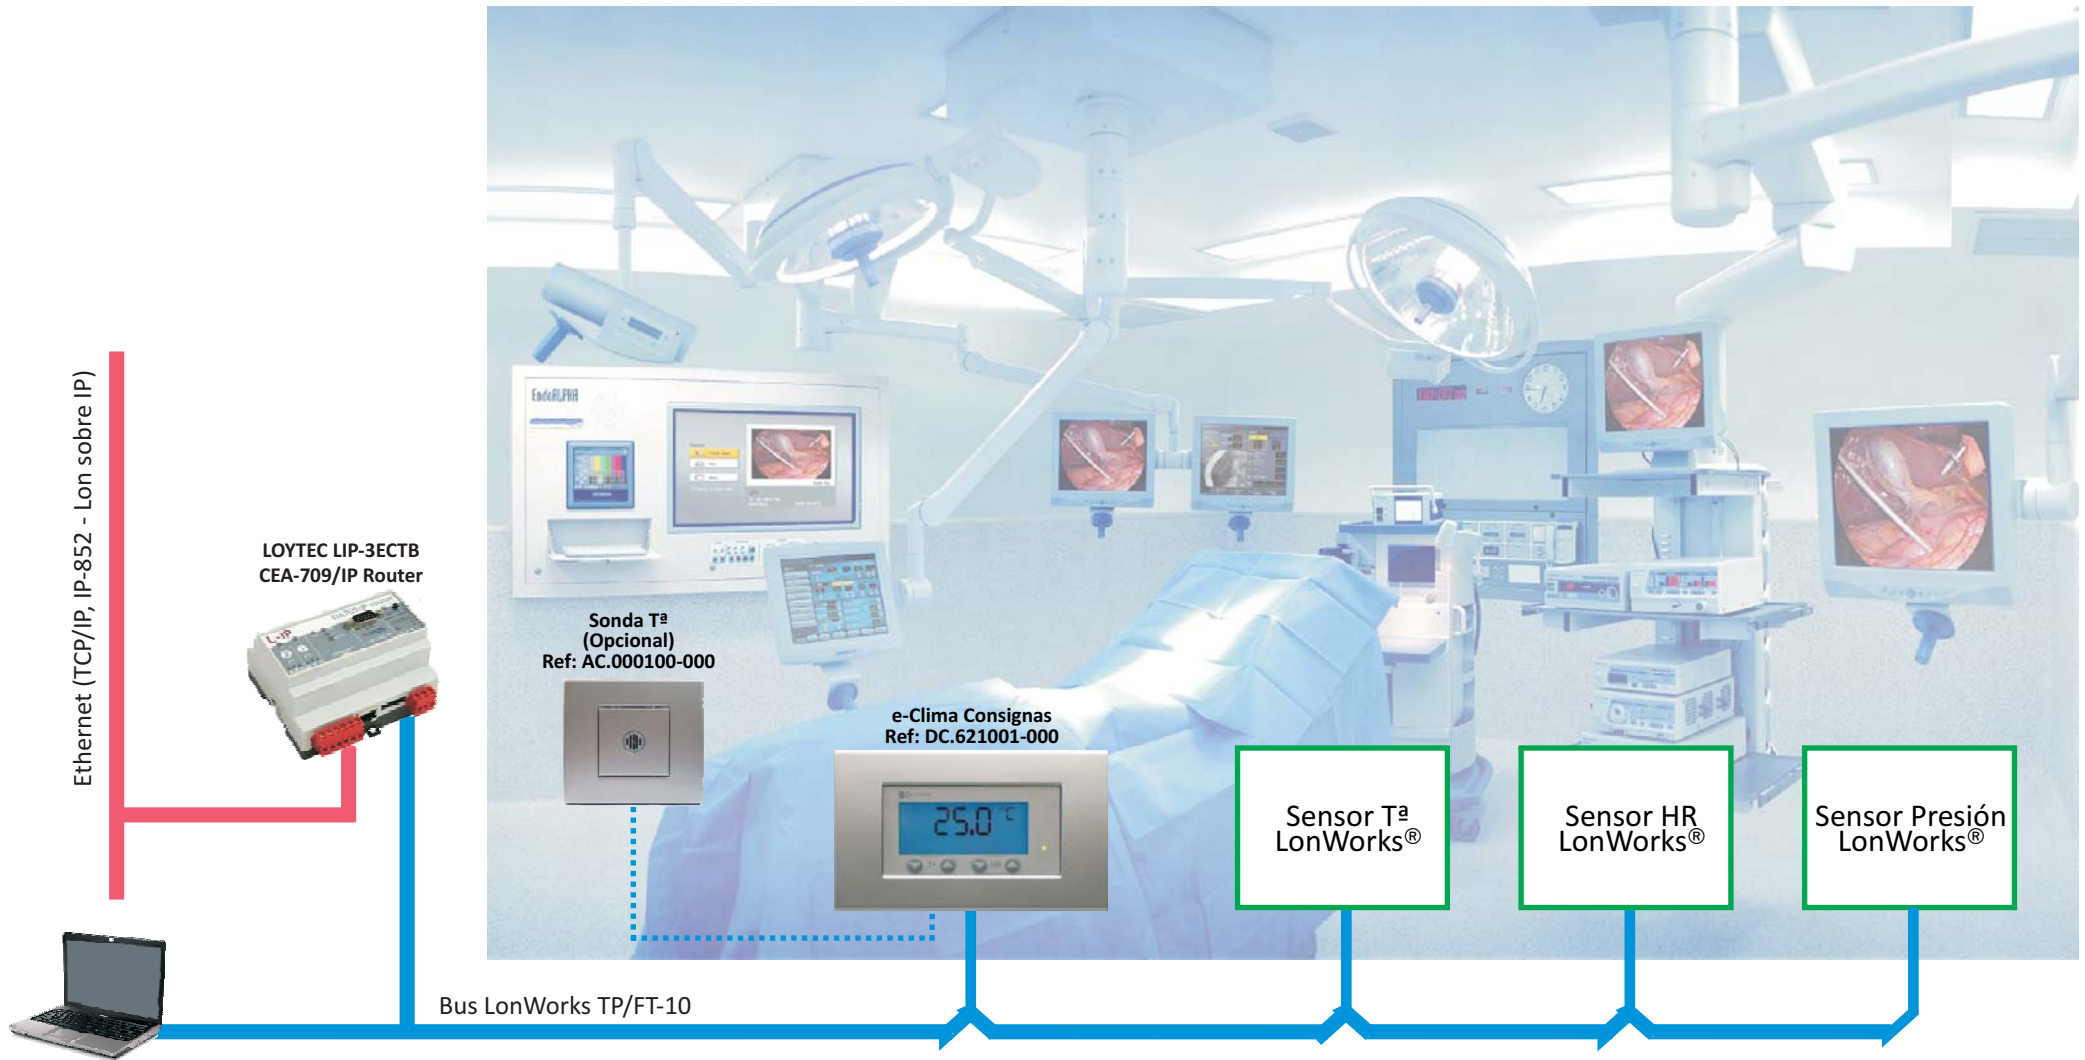 Ethernet (TCP/IP, IP-852 - Lon sobre IP)
LOYTEC LIP-3ECTB
CEA-709/IP Router
L-IP
EndoALPHA
Sonda Tª
(Opcional)
Ref: AC.000100-000
e-Clima Consignas
Ref: DC.621001-000
25.0 °C
Sensor Tª
LonWorks®
Sensor HR
LonWorks®
Sensor Presión
LonWorks®
Bus LonWorks TP/FT-10